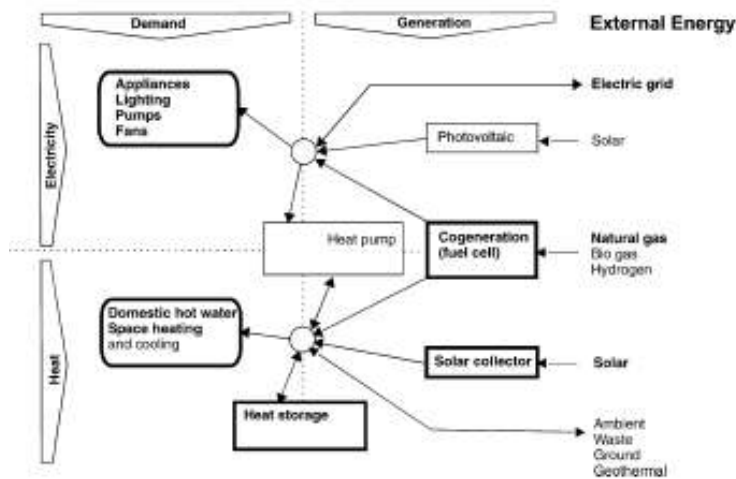 Demand
Generation
External Energy
Electricity
Appliances
Lighting
Pumps
Fans
Electric grid
Photovoltaic
Solar
Heat pump
Cogeneration
(fuel cell)
Natural gas
Bio gas
Hydrogen
Heat
Domestic hot water
Space heating
and cooling
Solar collector
Solar
Heat storage
Ambient
Waste
Ground
Geothermal